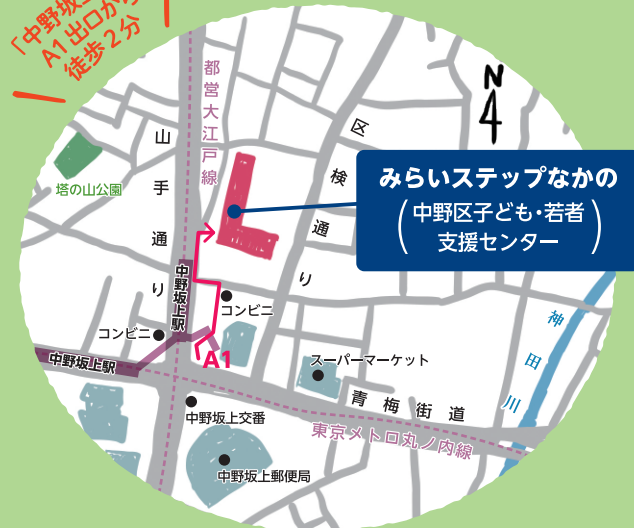 「中野坂上
A1出口から
徒歩2分
N
都営大江戸線
山手通り
区検通り
塔の山公園
みらいステップなかの
(中野区子ども・若者
支援センター)
中野坂上駅
コンビニ
コンビニ
A1
中野坂上駅
スーパーマーケット
神田川
青梅街道
中野坂上交番
東京メトロ丸ノ内線
中野坂上郵便局